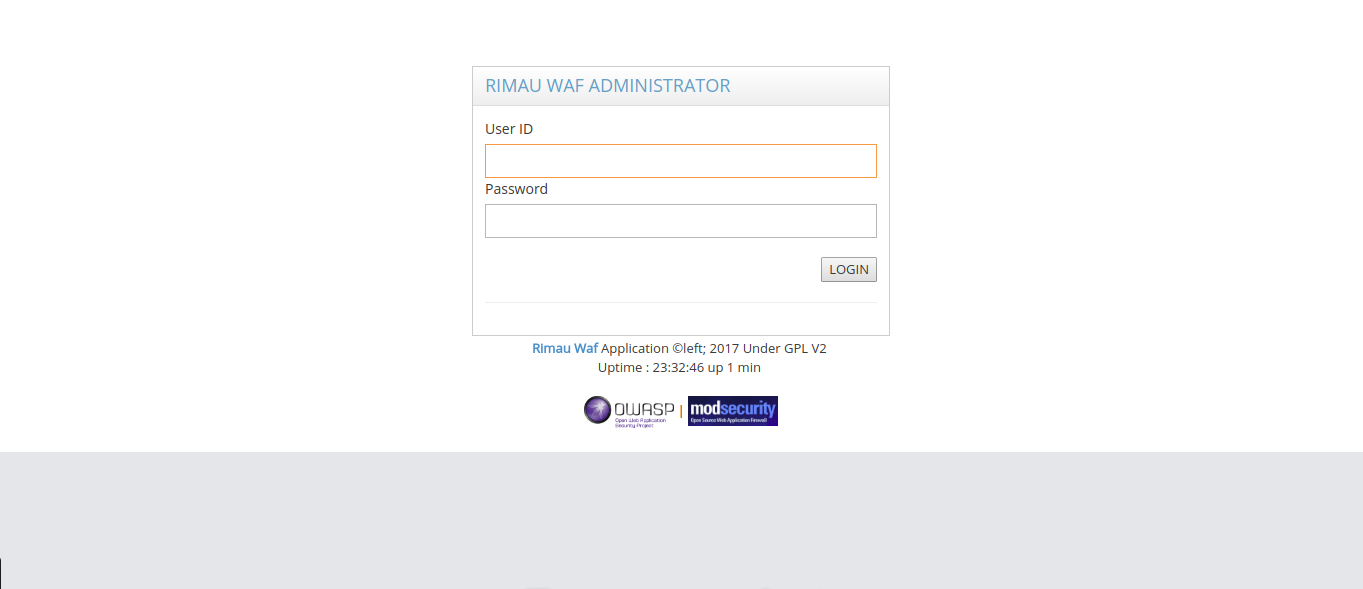 RIMAU WAF ADMINISTRATOR
User ID
Password
LOGIN
Rimau Waf Application ©left; 2017 Under GPL V2
Uptime : 23:32:46 up 1 min
OWASP | modsecurity
Open Web Application
Security Project
Open Source Web Application Firewall